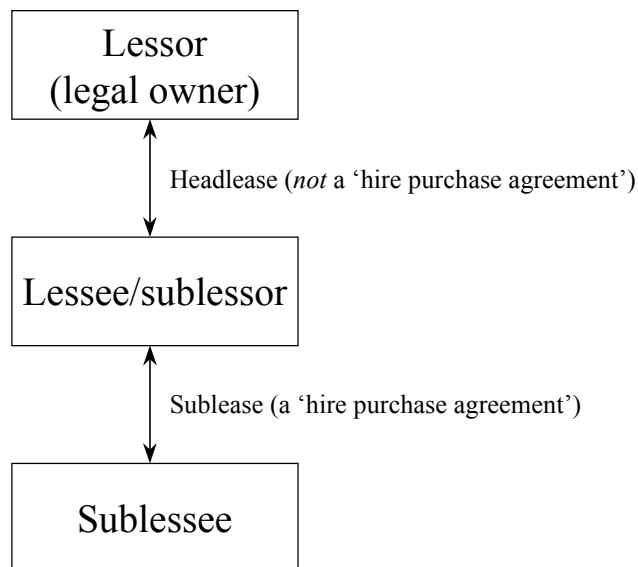 Lessor
(legal owner)
Headlease (not a ‘hire purchase agreement’)
Lessee/sublessor
Sublease (a ‘hire purchase agreement’)
Sublessee